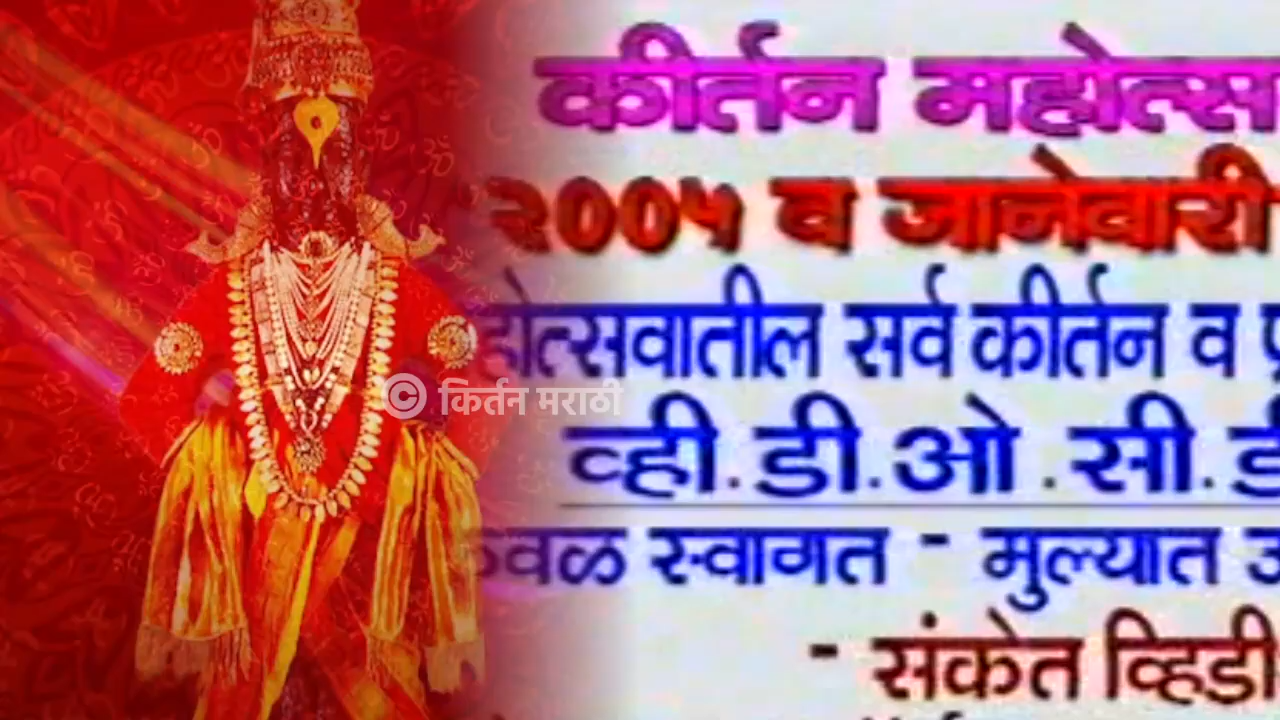 कीर्तन महोत्स
२००५ व जानेवारी
होत्सवातील सर्व कीर्तन व
© किर्तन मराठी
व्ही.डी.ओ.सी.डी
वळ स्वागत - मुल्यात
- संकेत व्हिडी